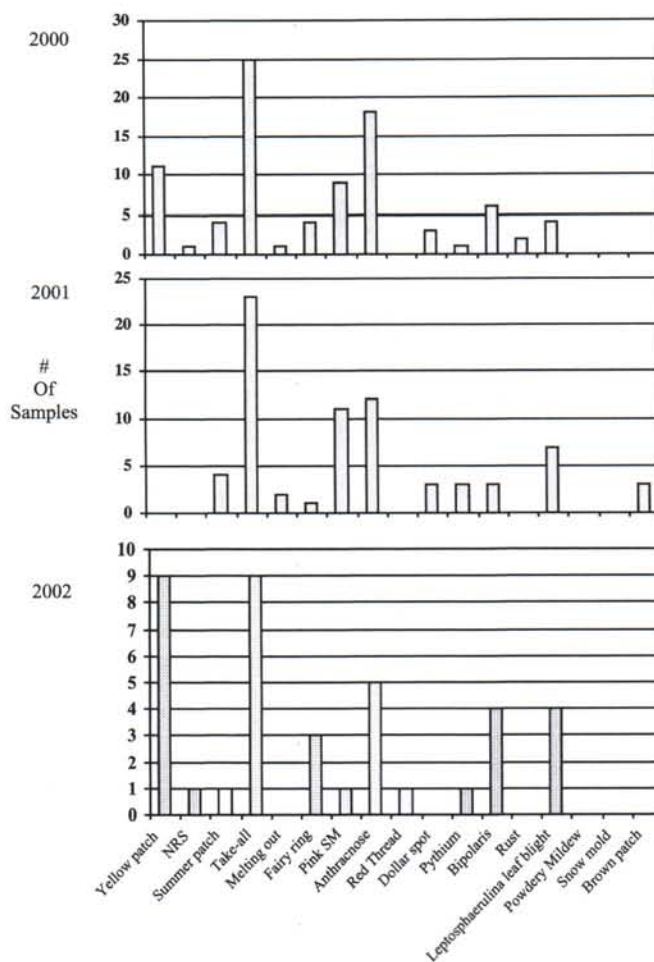 2000
30
25
20
15
10
5
0
2001
#
Of
Samples
25
20
15
10
5
0
2002
10
9
8
7
6
5
4
3
2
1
0
Yellow patch
NRS
Summer patch
Take-all
Melting out
Fairy ring
Pink SM
Anthracnose
Red Thread
Dollar spot
Pythium
Bipolaris
Rust
Leptosphaerulina leaf blight
Powdery Mildew
Snow mold
Brown patch